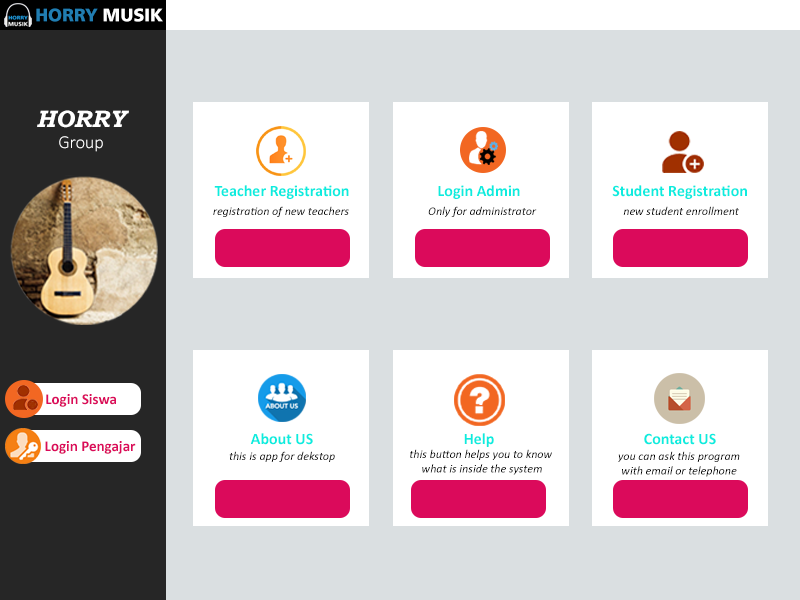 HORRY MUSIK
HORRY MUSIK
HORRY
Group
Login Siswa
Login Pengajar
Teacher Registration
registration of new teachers
Login Admin
Only for administrator
Student Registration
new student enrollment
ABOUT US
About US
this is app for dekstop
Help
this button helps you to know
what is inside the system
Contact US
you can ask this program
with email or telephone